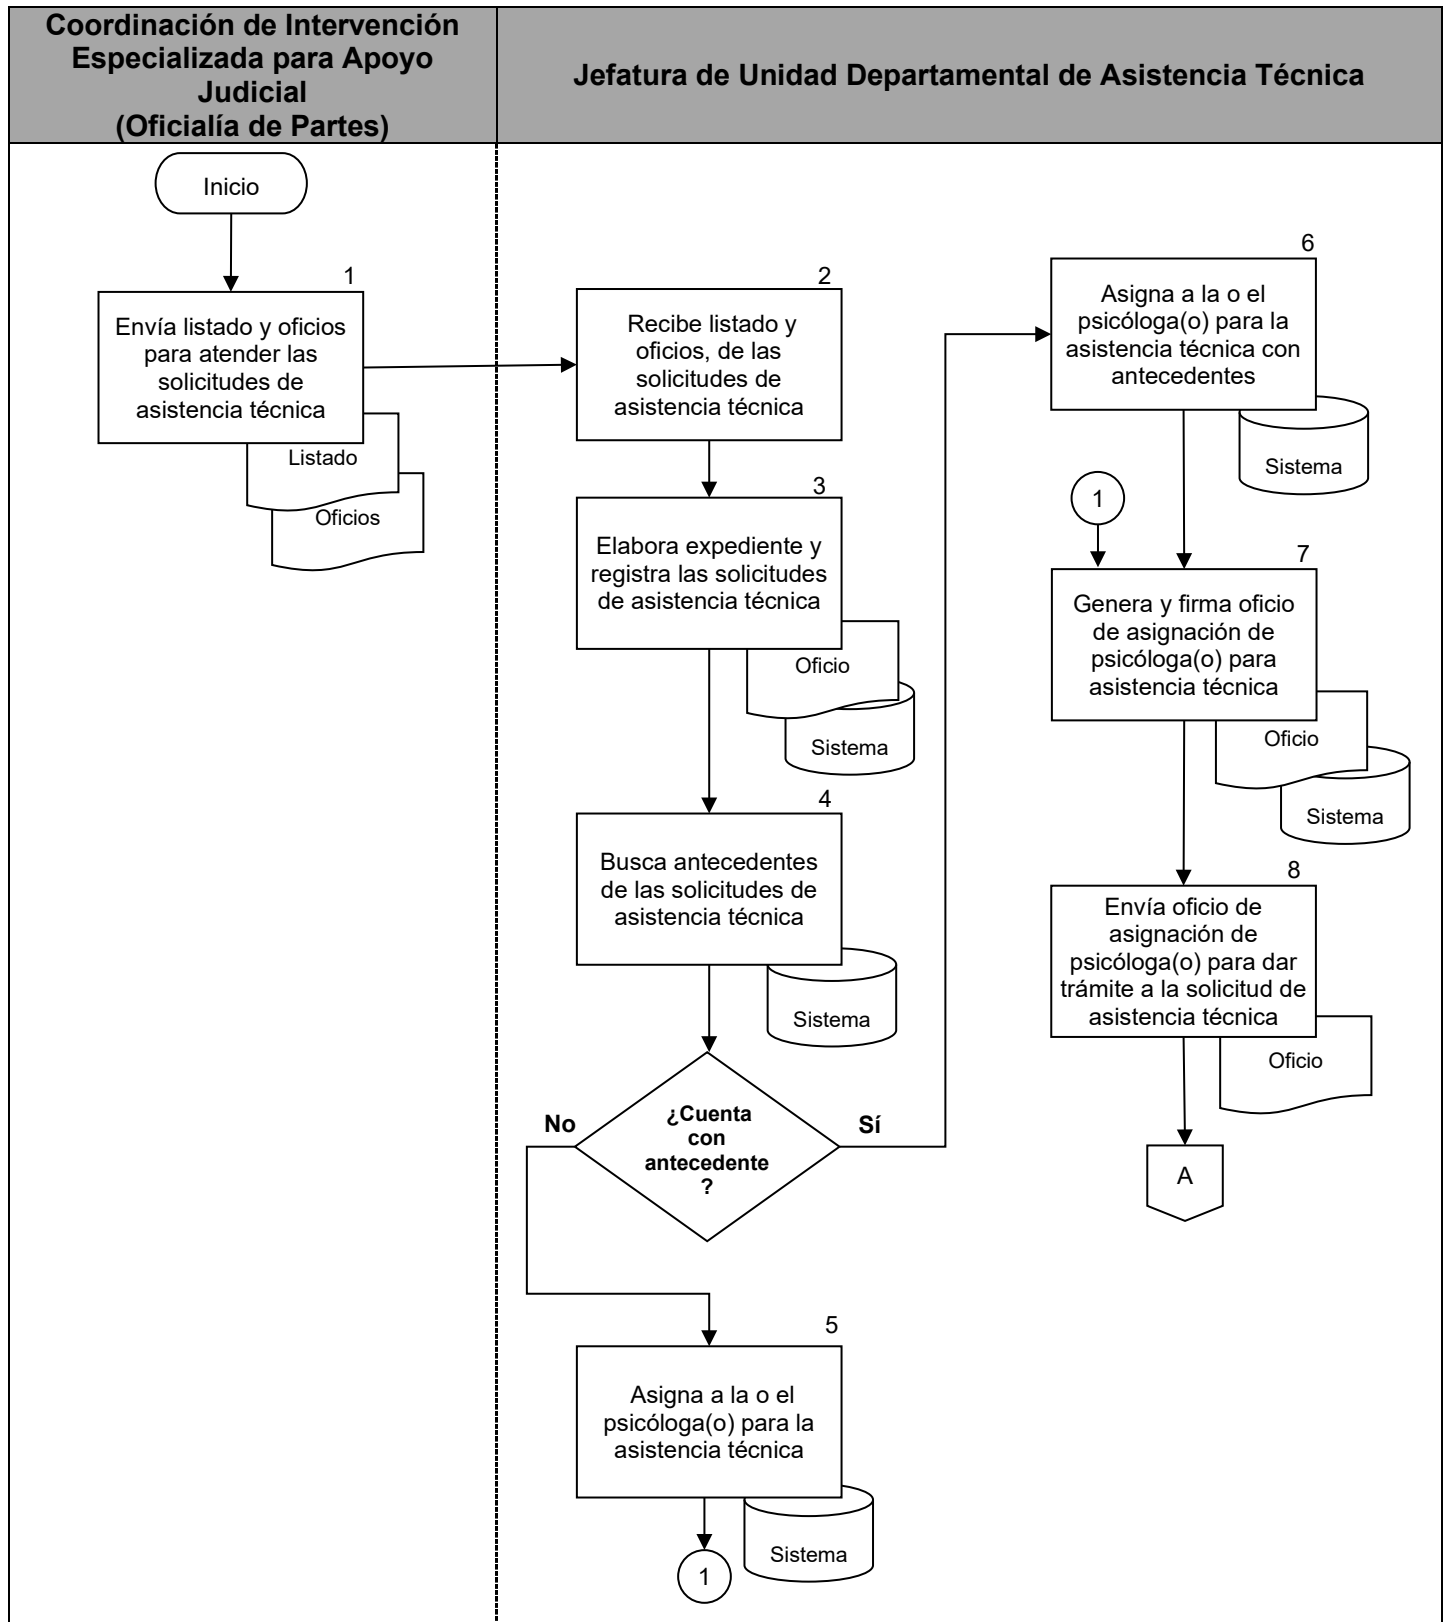 Coordinación de Intervención
Especializada para Apoyo
Judicial
(Oficialía de Partes)
Jefatura de Unidad Departamental de Asistencia Técnica
Inicio
1
Envía listado y oficios
para atender las
solicitudes de
asistencia técnica
Listado
Oficios
2
Recibe listado y
oficios, de las
solicitudes de
asistencia técnica
3
Elabora expediente y
registra las solicitudes
de asistencia técnica
Oficio
Sistema
4
Busca antecedentes
de las solicitudes de
asistencia técnica
Sistema
¿Cuenta
con
antecedente
?
No
Sí
5
Asigna a la o el
psicóloga(o) para la
asistencia técnica
Sistema
1
6
Asigna a la o el
psicóloga(o) para la
asistencia técnica con
antecedentes
Sistema
1
7
Genera y firma oficio
de asignación de
psicóloga(o) para
asistencia técnica
Oficio
Sistema
8
Envía oficio de
asignación de
psicóloga(o) para dar
trámite a la solicitud de
asistencia técnica
Oficio
A